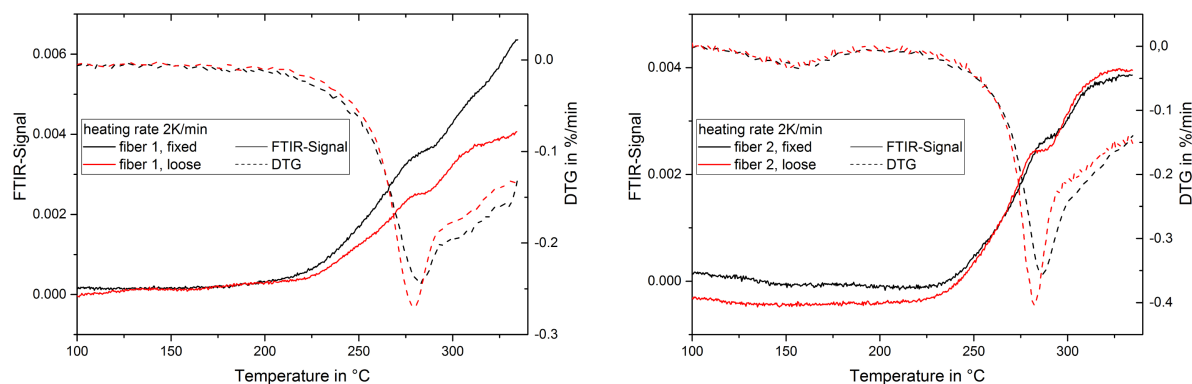 0.006
0.004
0.002
0.000
FTIR-Signal
heating rate 2K/min
fiber 1, fixed FTIR-Signal
fiber 1, loose DTG
0.0
-0.1
-0.2
-0.3
DTG in %/min
100 150 200 250 300
Temperature in °C
0.004
0.002
0.000
FTIR-Signal
heating rate 2K/min
fiber 2, fixed FTIR-Signal
fiber 2, loose DTG
0.0
-0.1
-0.2
-0.3
-0.4
DTG in %/min
100 150 200 250 300
Temperature in °C